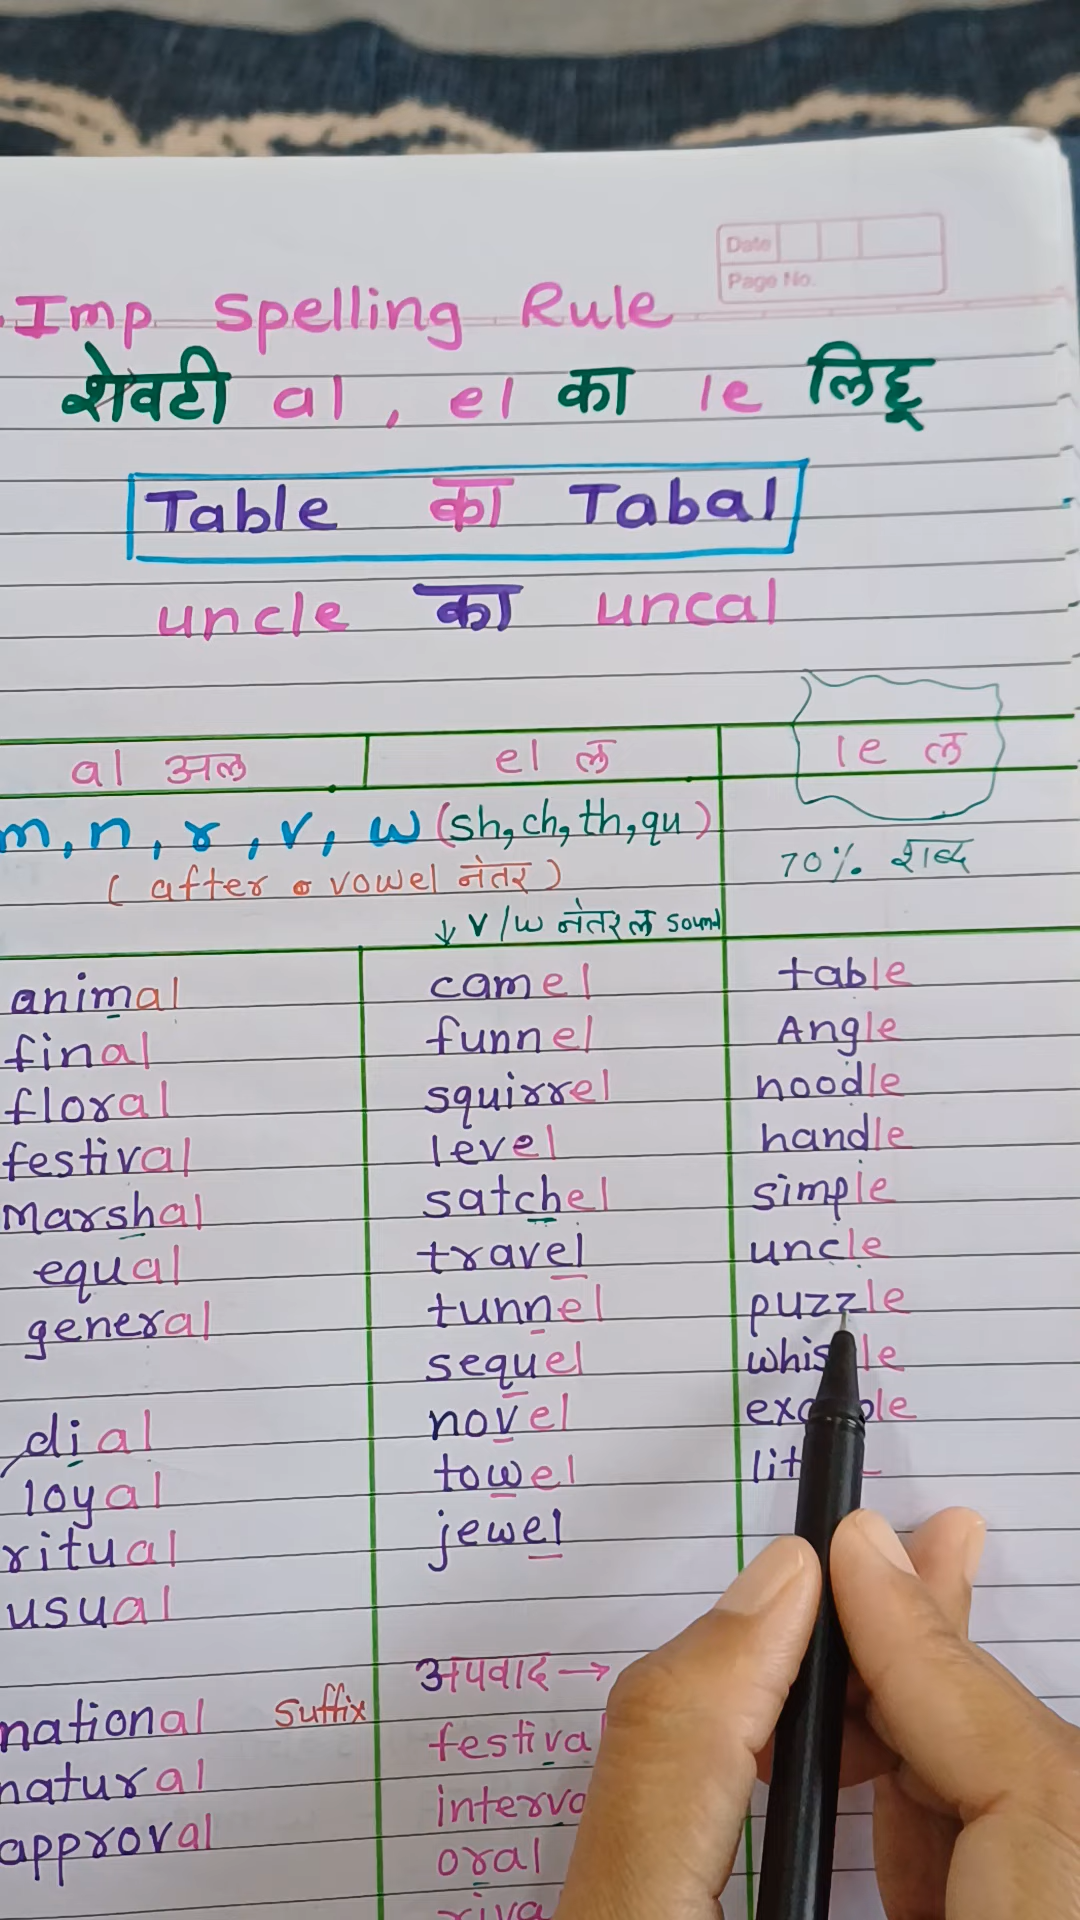 Date
Page No.
Imp Spelling Rule
शेवटी al, el का le लिहू
Table का Tabal
uncle का uncal
al अल el ल le ल
m, n, r, v, w (sh, ch, th, qu)
(after vowel नंतर) 70% शब्द
↓ v/w नंतर ल sound
animal camel table
final funnel Angle
floral squirrel noodle
festival level handle
marshal satchel simple
equal travel uncle
general tunnel puzzle
sequel
dial novel
loyal towel
ritual jewel
usual
अपवाद →
national suffix
natural
approval
oral